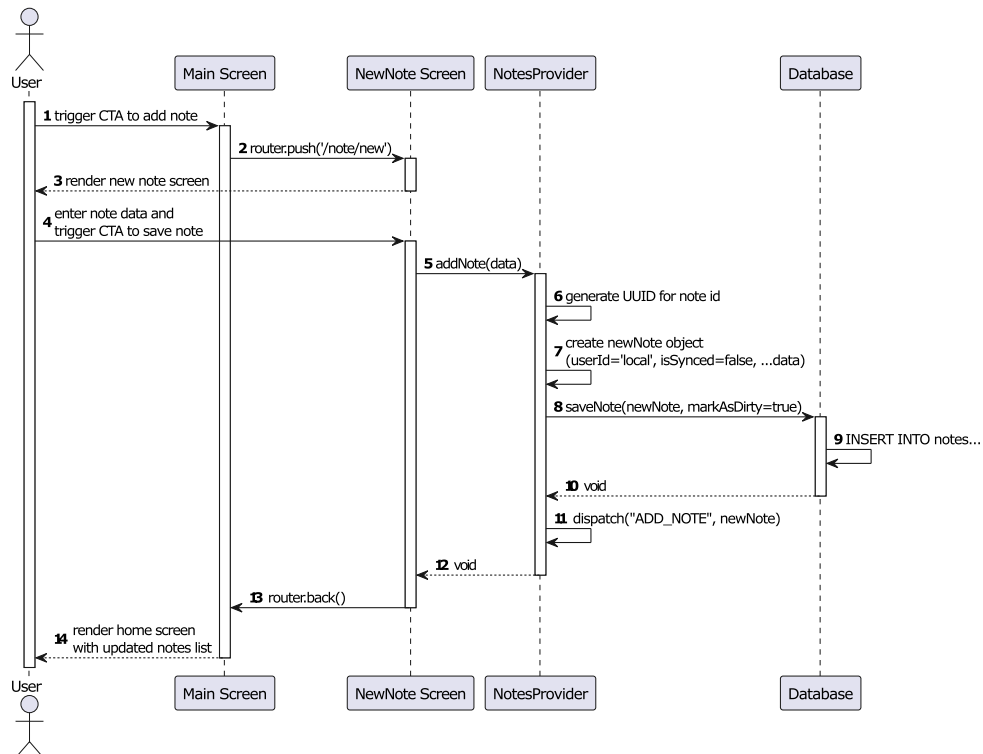 User
Main Screen
NewNote Screen
NotesProvider
Database
1 trigger CTA to add note
2 router.push('/note/new')
3 render new note screen
4 enter note data and
trigger CTA to save note
5 addNote(data)
6 generate UUID for note id
7 create newNote object
(userId='local', isSynced=false, ...data)
8 saveNote(newNote, markAsDirty=true)
9 INSERT INTO notes...
10 void
11 dispatch("ADD_NOTE", newNote)
12 void
13 router.back()
14 render home screen
with updated notes list
User
Main Screen
NewNote Screen
NotesProvider
Database